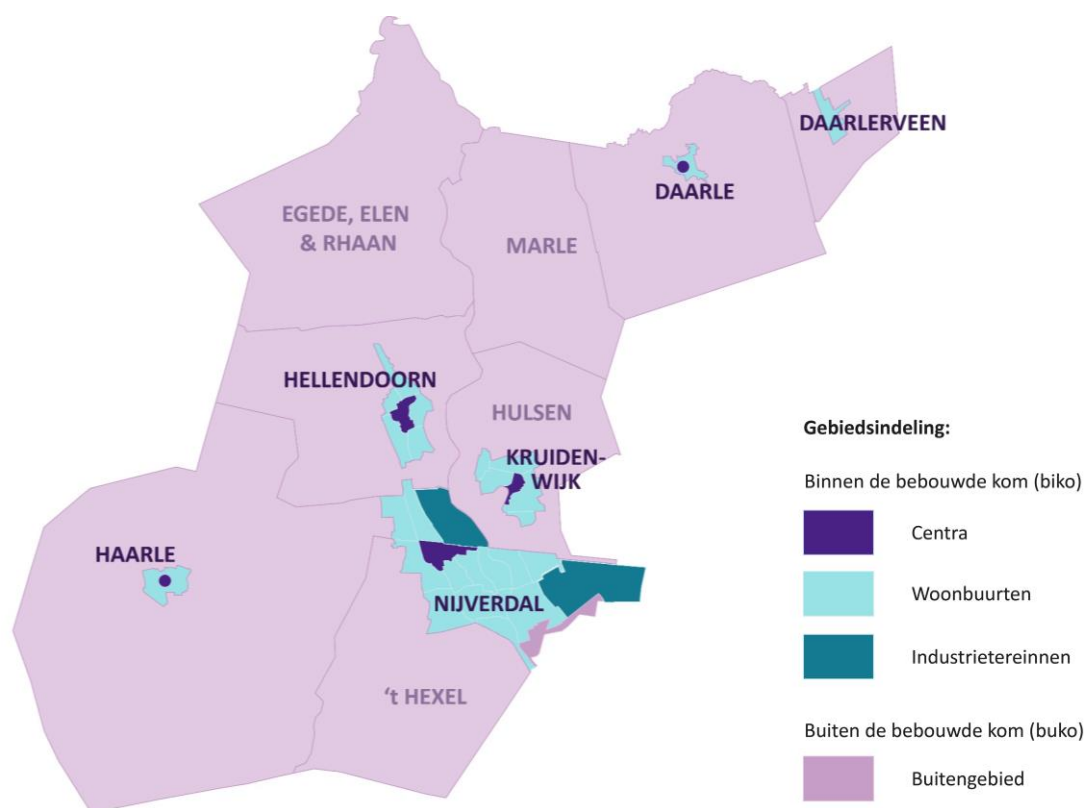 DAARLERVEEN
DAARLE
EGEDE, ELEN
& RHAAN
MARLE
HELLENDOORN
HULSEN
KRUIDEN-
WIJK
HAARLE
NIJVERDAL
‘t HEXEL
Gebiedsindeling:
Binnen de bebouwde kom (biko)
Centra
Woonbuurten
Industrietereinnen
Buiten de bebouwde kom (buko)
Buitengebied